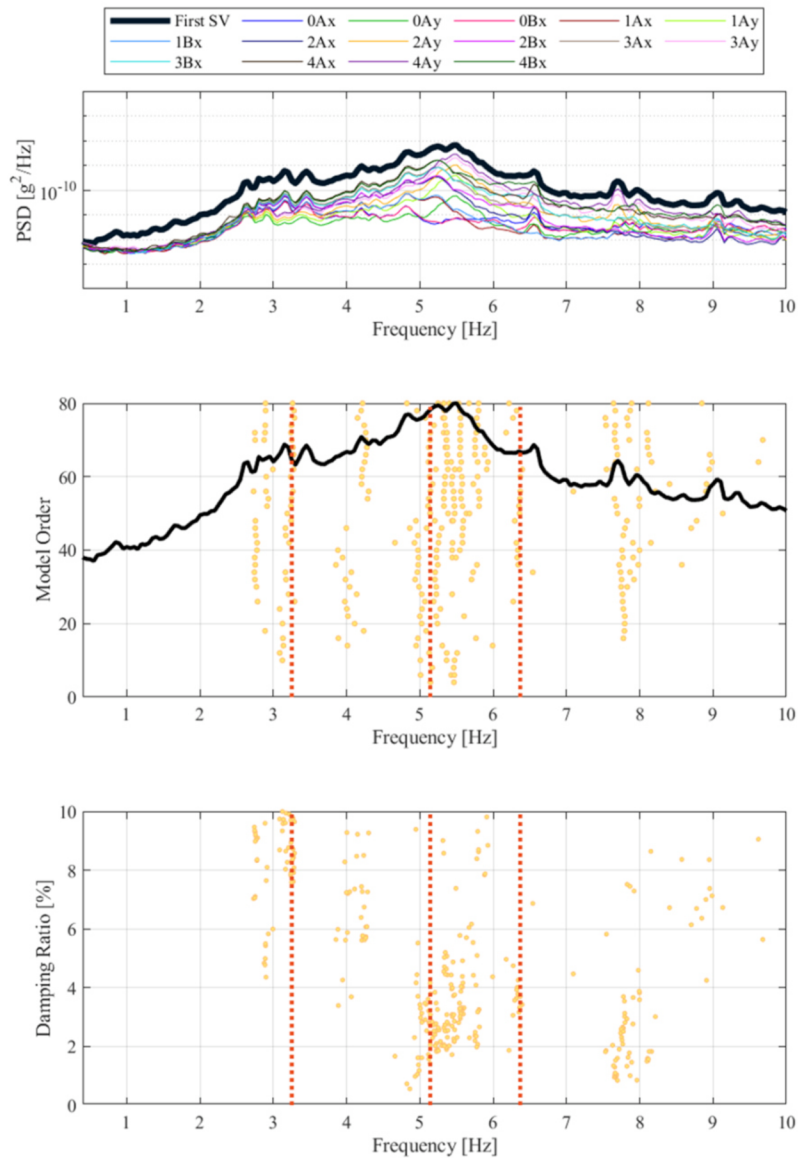 First SV 0Ax 0Ay 0Bx 1Ax 1Ay
1Bx 2Ax 2Ay 2Bx 3Ax 3Ay
3Bx 4Ax 4Ay 4Bx
PSD [g²/Hz]
10⁻¹⁰
1 2 3 4 5 6 7 8 9 10
Frequency [Hz]
Model Order
80
60
40
20
0
1 2 3 4 5 6 7 8 9 10
Frequency [Hz]
Damping Ratio [%]
10
8
6
4
2
0
1 2 3 4 5 6 7 8 9 10
Frequency [Hz]